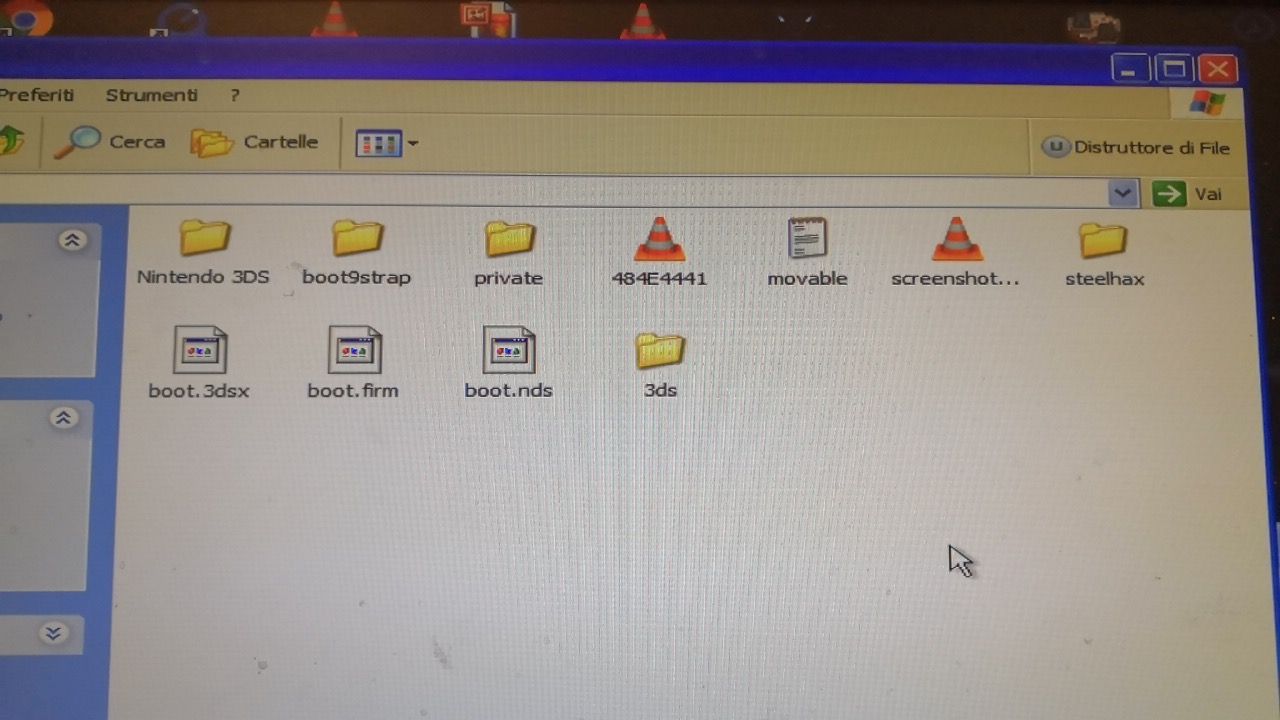 Preferiti Strumenti ?
Cerca Cartelle Distruttore di File
Vai
Nintendo 3DS boot9strap private 484E4441 movable screenshot... steelhax
boot.3dsx boot.firm boot.nds 3ds